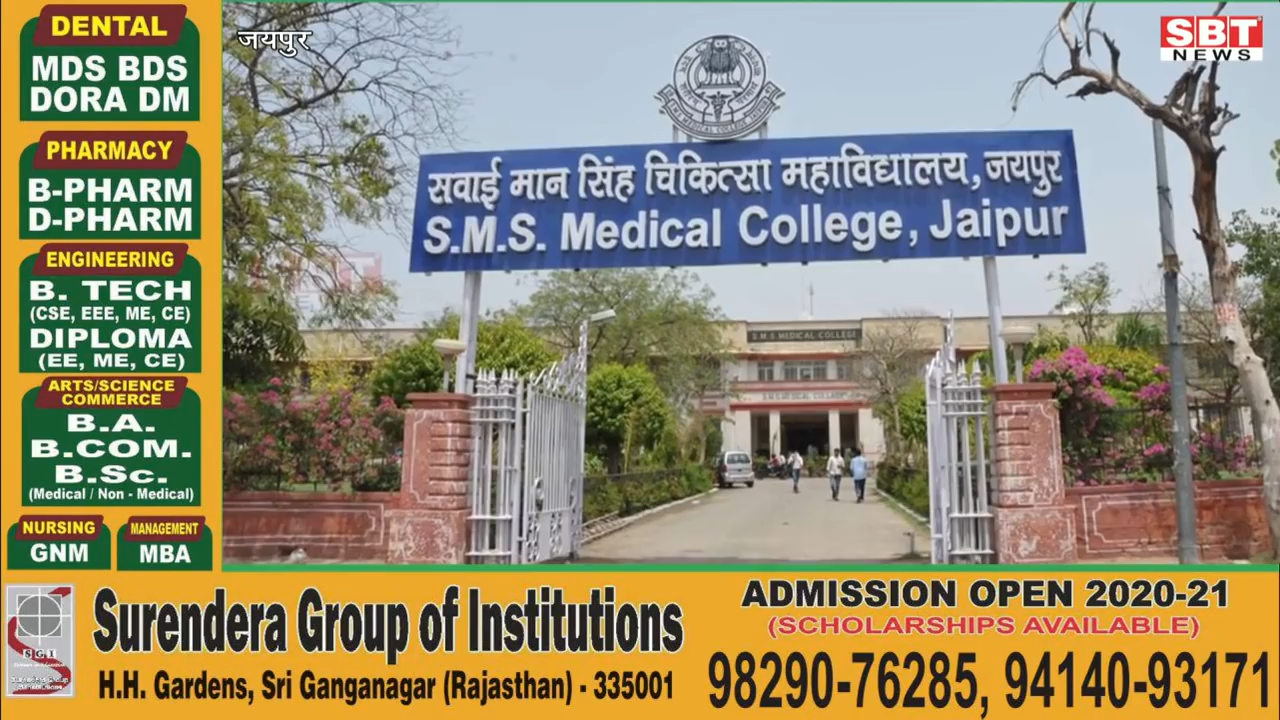 DENTAL
MDS BDS
DORA DM
PHARMACY
B-PHARM
D-PHARM
ENGINEERING
B. TECH
(CSE, EEE, ME, CE)
DIPLOMA
(EE, ME, CE)
ARTS/SCIENCE
COMMERCE
B.A.
B.COM.
B.Sc.
(Medical / Non - Medical)
NURSING
GNM
MANAGEMENT
MBA
जयपुर
SBT
NEWS
सवाई मान सिंह चिकित्सा महाविद्यालय, जयपुर
S.M.S. Medical College, Jaipur
S.M.S MEDICAL COLLEGE
S.M.S MEDICAL COLLEGE
SGI
Surendera Group of Institutions
H.H. Gardens, Sri Ganganagar (Rajasthan) - 335001
ADMISSION OPEN 2020-21
(SCHOLARSHIPS AVAILABLE)
98290-76285, 94140-93171